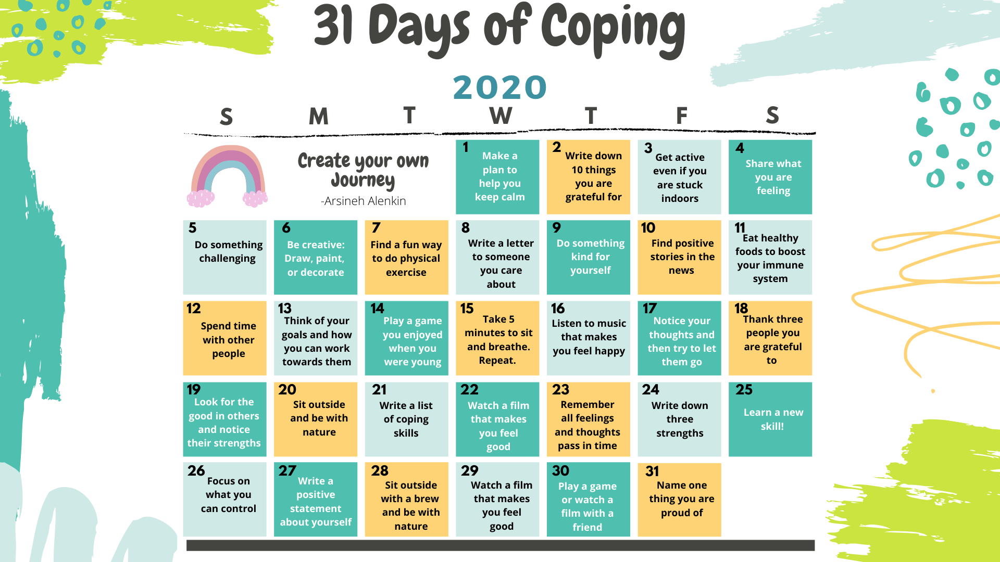 31 Days of Coping
2020
S M T W T F S
Create your own
Journey
-Arsineh Alenkin
1
Make a
plan to
help you
keep calm
2
Write down
10 things
you are
grateful for
3
Get active
even if you
are stuck
indoors
4
Share what
you are
feeling
5
Do something
challenging
6
Be creative:
Draw, paint,
or decorate
7
Find a fun way
to do physical
exercise
8
Write a letter
to someone
you care
about
9
Do something
kind for
yourself
10
Find positive
stories in the
news
11
Eat healthy
foods to boost
your immune
system
12
Spend time
with other
people
13
Think of your
goals and how
you can work
towards them
14
Play a game
you enjoyed
when you
were young
15
Take 5
minutes to sit
and breathe.
Repeat.
16
Listen to music
that makes
you feel happy
17
Notice your
thoughts and
then try to let
them go
18
Thank three
people you
are grateful
to
19
Look for the
good in others
and notice
their strengths
20
Sit outside
and be with
nature
21
Write a list
of coping
skills
22
Watch a film
that makes
you feel
good
23
Remember
all feelings
and thoughts
pass in time
24
Write down
three
strengths
25
Learn a new
skill!
26
Focus on
what you
can control
27
Write a
positive
statement
about yourself
28
Sit outside
with a brew
and be with
nature
29
Watch a film
that makes
you feel
good
30
Play a game
or watch a
film with a
friend
31
Name one
thing you are
proud of